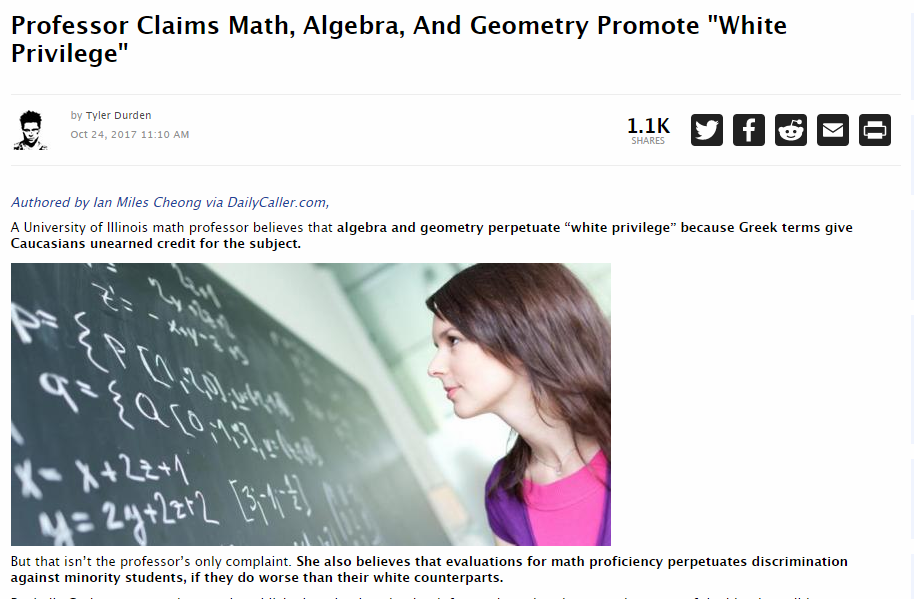 Professor Claims Math, Algebra, And Geometry Promote "White
Privilege"
by Tyler Durden
Oct 24, 2017 11:10 AM
1.1K
SHARES
Authored by Ian Miles Cheong via DailyCaller.com,
A University of Illinois math professor believes that algebra and geometry perpetuate “white privilege” because Greek terms give
Caucasians unearned credit for the subject.
z'=
p=
q=
x= x+2z+1
y= 2y+2z+2
But that isn’t the professor’s only complaint. She also believes that evaluations for math proficiency perpetuates discrimination
against minority students, if they do worse than their white counterparts.